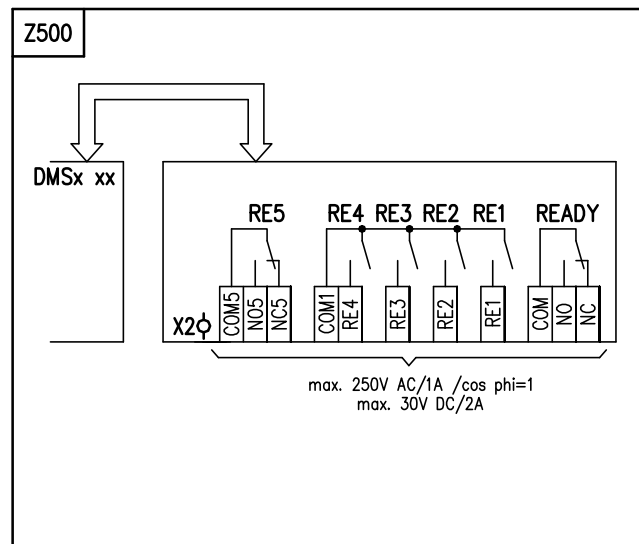 Z500
DMSx xx
RE5 RE4 RE3 RE2 RE1 READY
X2
COM5 NO5 NC5 COM1 RE4 RE3 RE2 RE1 COM NO NC
max. 250V AC/1A /cos phi=1
max. 30V DC/2A